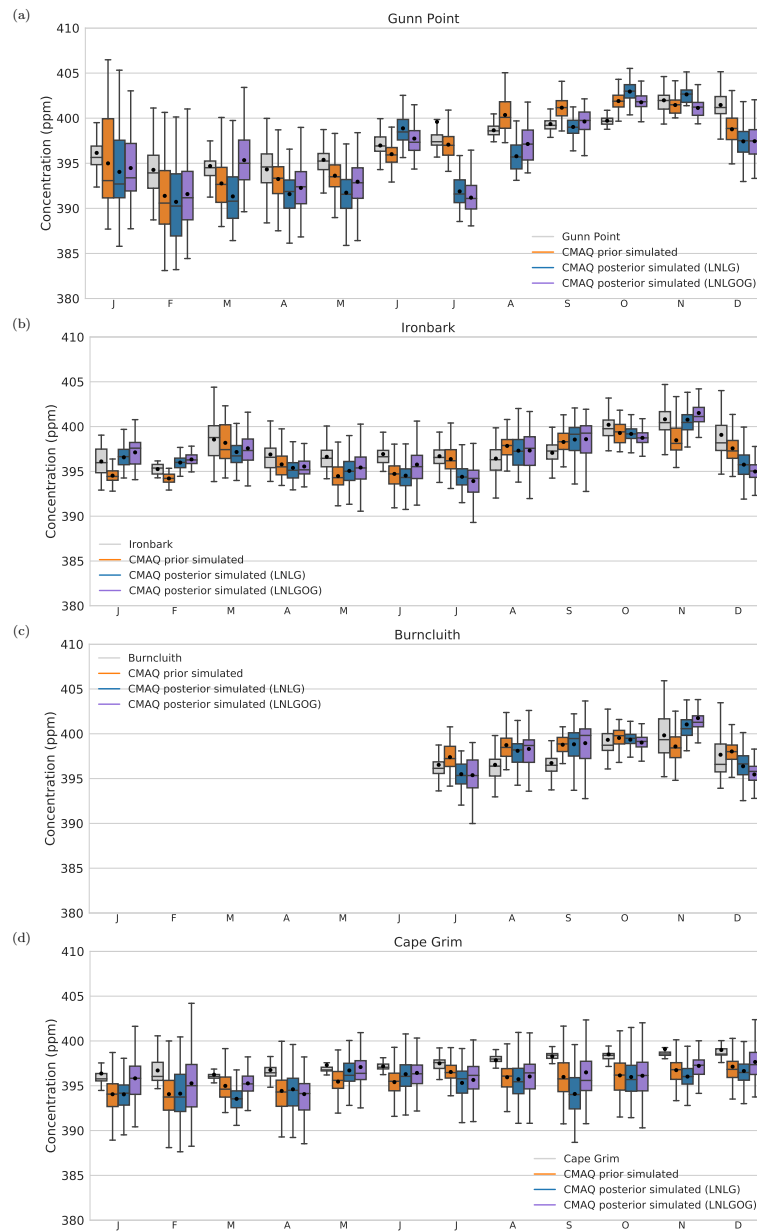 (a)
Gunn Point
410
405
400
395
390
385
380
Concentration (ppm)
Gunn Point
CMAQ prior simulated
CMAQ posterior simulated (LNLG)
CMAQ posterior simulated (LNLGOG)
J F M A M J J A S O N D
(b)
Ironbark
410
405
400
395
390
385
380
Concentration (ppm)
Ironbark
CMAQ prior simulated
CMAQ posterior simulated (LNLG)
CMAQ posterior simulated (LNLGOG)
J F M A M J J A S O N D
(c)
Burncluith
410
405
400
395
390
385
380
Concentration (ppm)
Burncluith
CMAQ prior simulated
CMAQ posterior simulated (LNLG)
CMAQ posterior simulated (LNLGOG)
J F M A M J J A S O N D
(d)
Cape Grim
410
405
400
395
390
385
380
Concentration (ppm)
Cape Grim
CMAQ prior simulated
CMAQ posterior simulated (LNLG)
CMAQ posterior simulated (LNLGOG)
J F M A M J J A S O N D